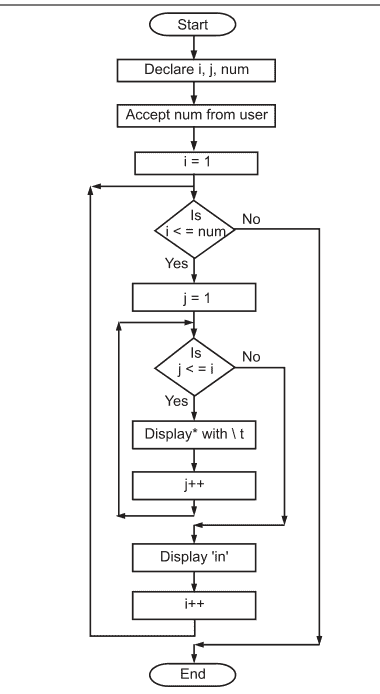 Start
Declare i, j, num
Accept num from user
i = 1
Is
i < = num
No
Yes
j = 1
Is
j < = i
No
Yes
Display* with \ t
j++
Display 'in'
i++
End